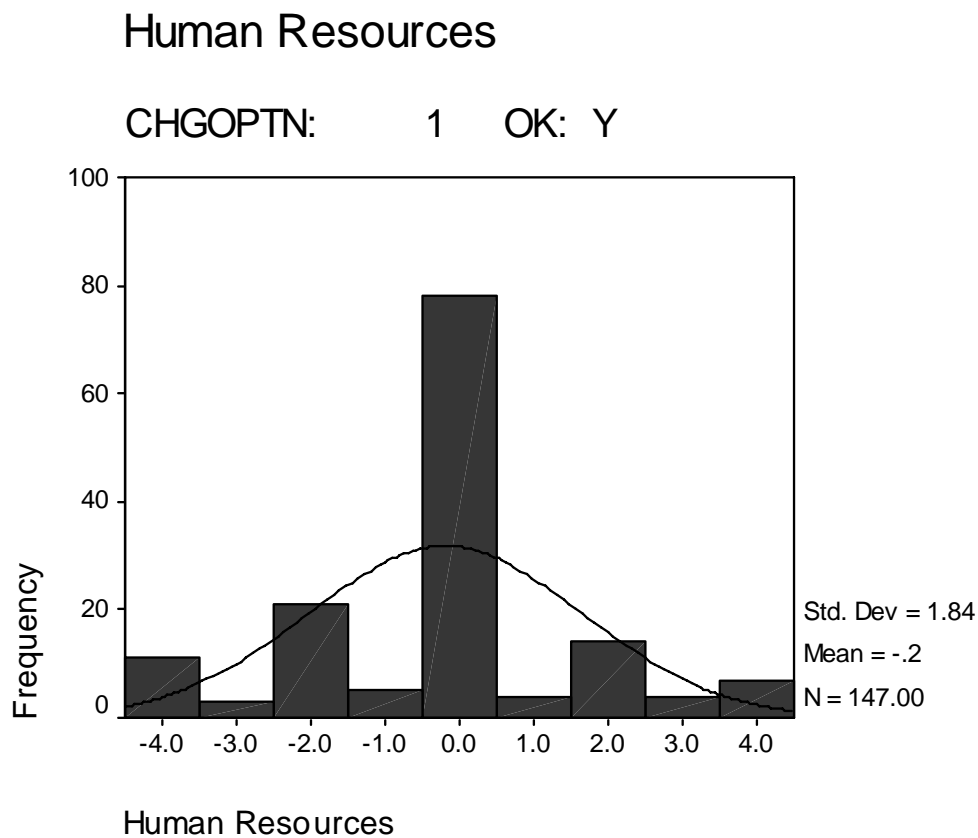 Human Resources
CHGOPTN: 1 OK: Y
100
80
60
40
20
0
Frequency
-4.0 -3.0 -2.0 -1.0 0.0 1.0 2.0 3.0 4.0
Human Resources
Std. Dev = 1.84
Mean = -.2
N = 147.00